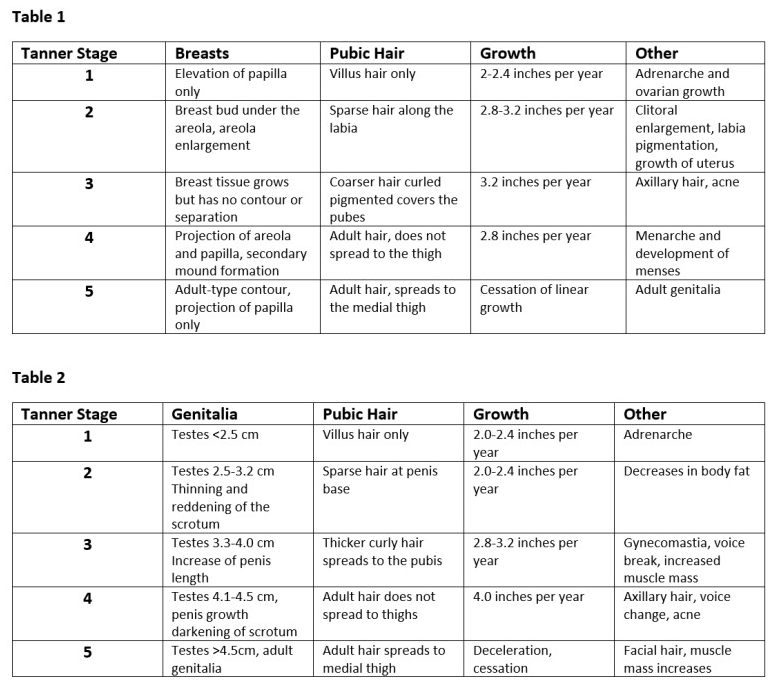 Table 1
Tanner Stage Breasts Pubic Hair Growth Other
1 Elevation of papilla Villus hair only 2-2.4 inches per year Adrenarche and
only ovarian growth
2 Breast bud under the Sparse hair along the 2.8-3.2 inches per year Clitoral
areola, areola labia enlargement, labia
enlargement pigmentation,
growth of uterus
3 Breast tissue grows Coarser hair curled 3.2 inches per year Axillary hair, acne
but has no contour or pigmented covers the
separation pubes
4 Projection of areola Adult hair, does not 2.8 inches per year Menarche and
and papilla, secondary spread to the thigh development of
mound formation menses
5 Adult-type contour, Adult hair, spreads to Cessation of linear Adult genitalia
projection of papilla the medial thigh growth
only
Table 2
Tanner Stage Genitalia Pubic Hair Growth Other
1 Testes <2.5 cm Villus hair only 2.0-2.4 inches per Adrenarche
year
2 Testes 2.5-3.2 cm Sparse hair at penis 2.0-2.4 inches per Decreases in body fat
Thinning and base year
reddening of the
scrotum
3 Testes 3.3-4.0 cm Thicker curly hair 2.8-3.2 inches per Gynecomastia, voice
Increase of penis spreads to the pubis year break, increased
length muscle mass
4 Testes 4.1-4.5 cm, Adult hair does not 4.0 inches per year Axillary hair, voice
penis growth spread to thighs change, acne
darkening of scrotum
5 Testes >4.5cm, adult Adult hair spreads to Deceleration, Facial hair, muscle
genitalia medial thigh cessation mass increases